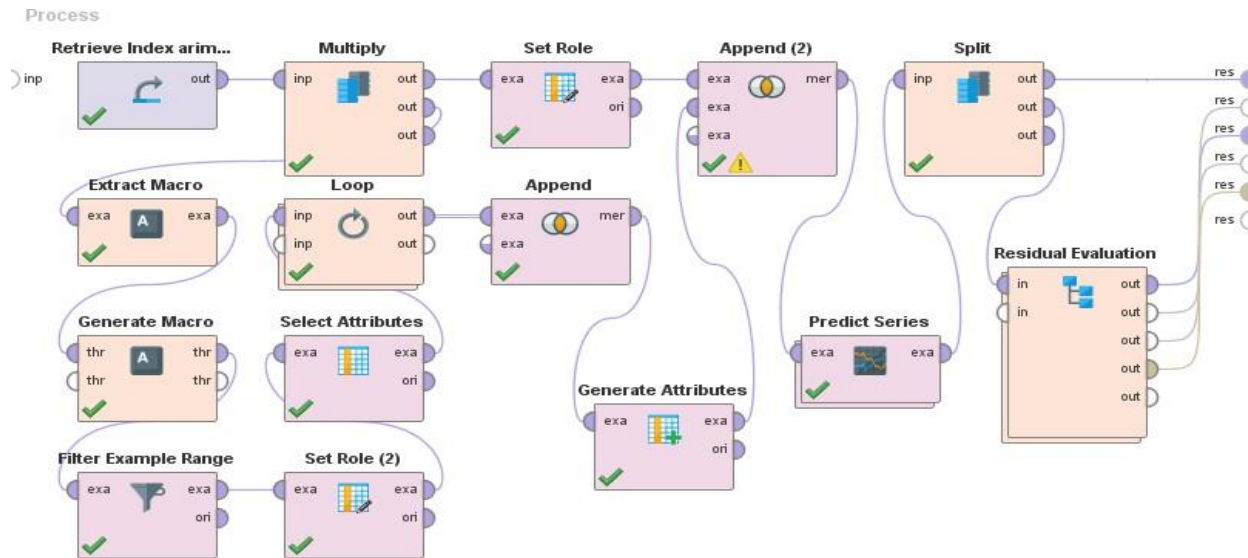 Process
inp
Retrieve Index arim...
out
Multiply
inp out
out
out
Set Role
exa exa
ori
Append (2)
exa mer
exa
exa
Split
inp out
out
out
res
res
res
res
res
res
Extract Macro
exa exa
A
Loop
inp out
inp out
Append
exa mer
exa
Residual Evaluation
in out
in out
out
out
out
Generate Macro
thr thr
thr thr
A
Select Attributes
exa exa
ori
Predict Series
exa exa
Generate Attributes
exa exa
ori
Filter Example Range
exa exa
ori
Set Role (2)
exa exa
ori